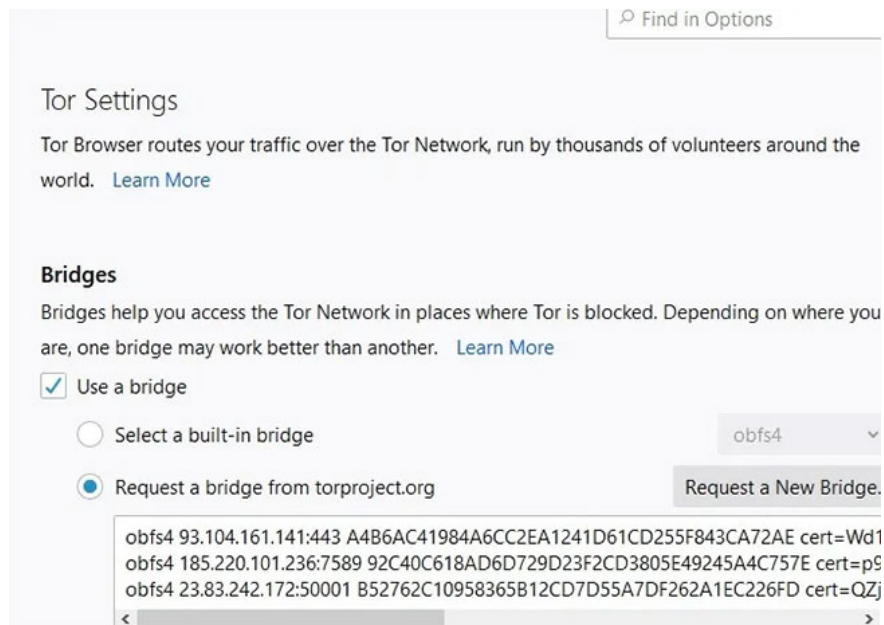 Find in Options
Tor Settings
Tor Browser routes your traffic over the Tor Network, run by thousands of volunteers around the
world. Learn More
Bridges
Bridges help you access the Tor Network in places where Tor is blocked. Depending on where you
are, one bridge may work better than another. Learn More
Use a bridge
Select a built-in bridge obfs4
Request a bridge from torproject.org Request a New Bridge.
obfs4 93.104.161.141:443 A4B6AC41984A6CC2EA1241D61CD255F843CA72AE cert=Wd1
obfs4 185.220.101.236:7589 92C40C618AD6D729D23F2CD3805E49245A4C757E cert=p9
obfs4 23.83.242.172:50001 B52762C10958365B12CD7D55A7DF262A1EC226FD cert=QZj